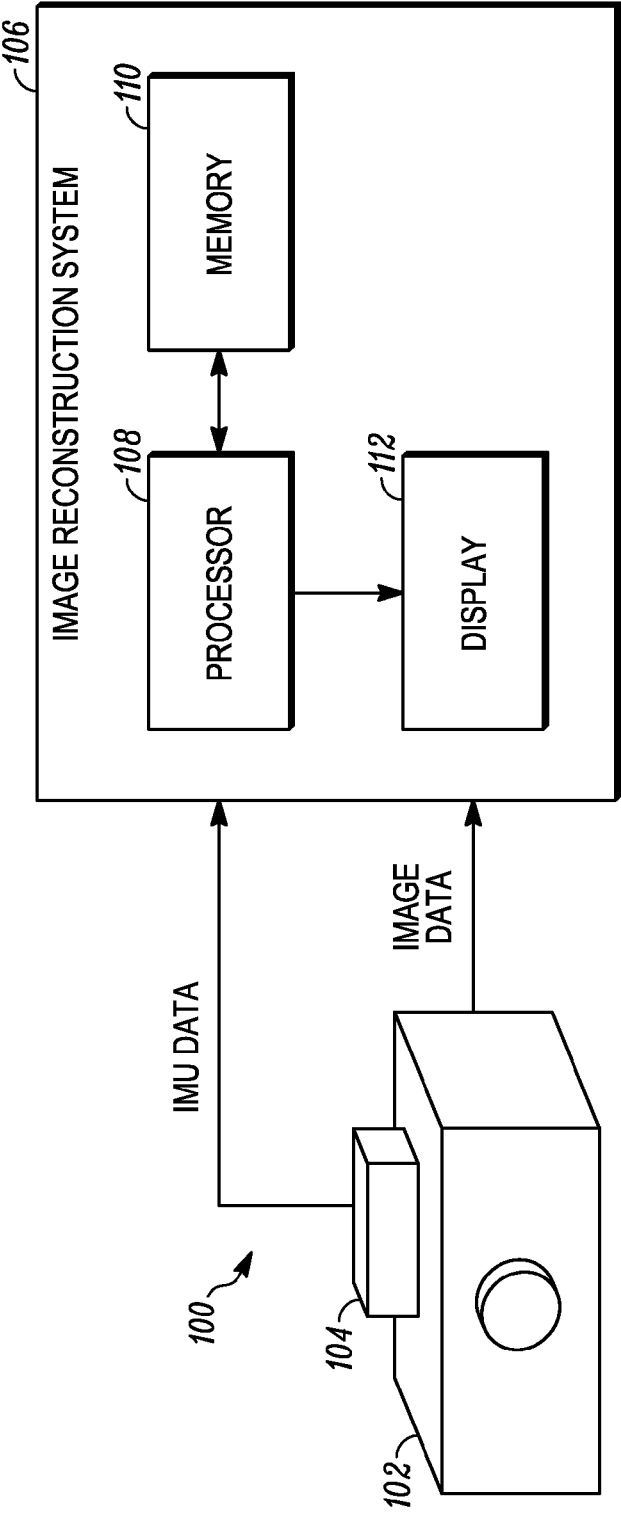 100
102
104
IMU DATA
IMAGE
DATA
106
IMAGE RECONSTRUCTION SYSTEM
108
PROCESSOR
110
MEMORY
112
DISPLAY